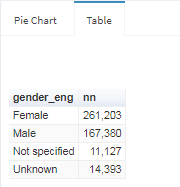 Pie Chart Table
gender_eng nn
Female 261,203
Male 167,380
Not specified 11,127
Unknown 14,393